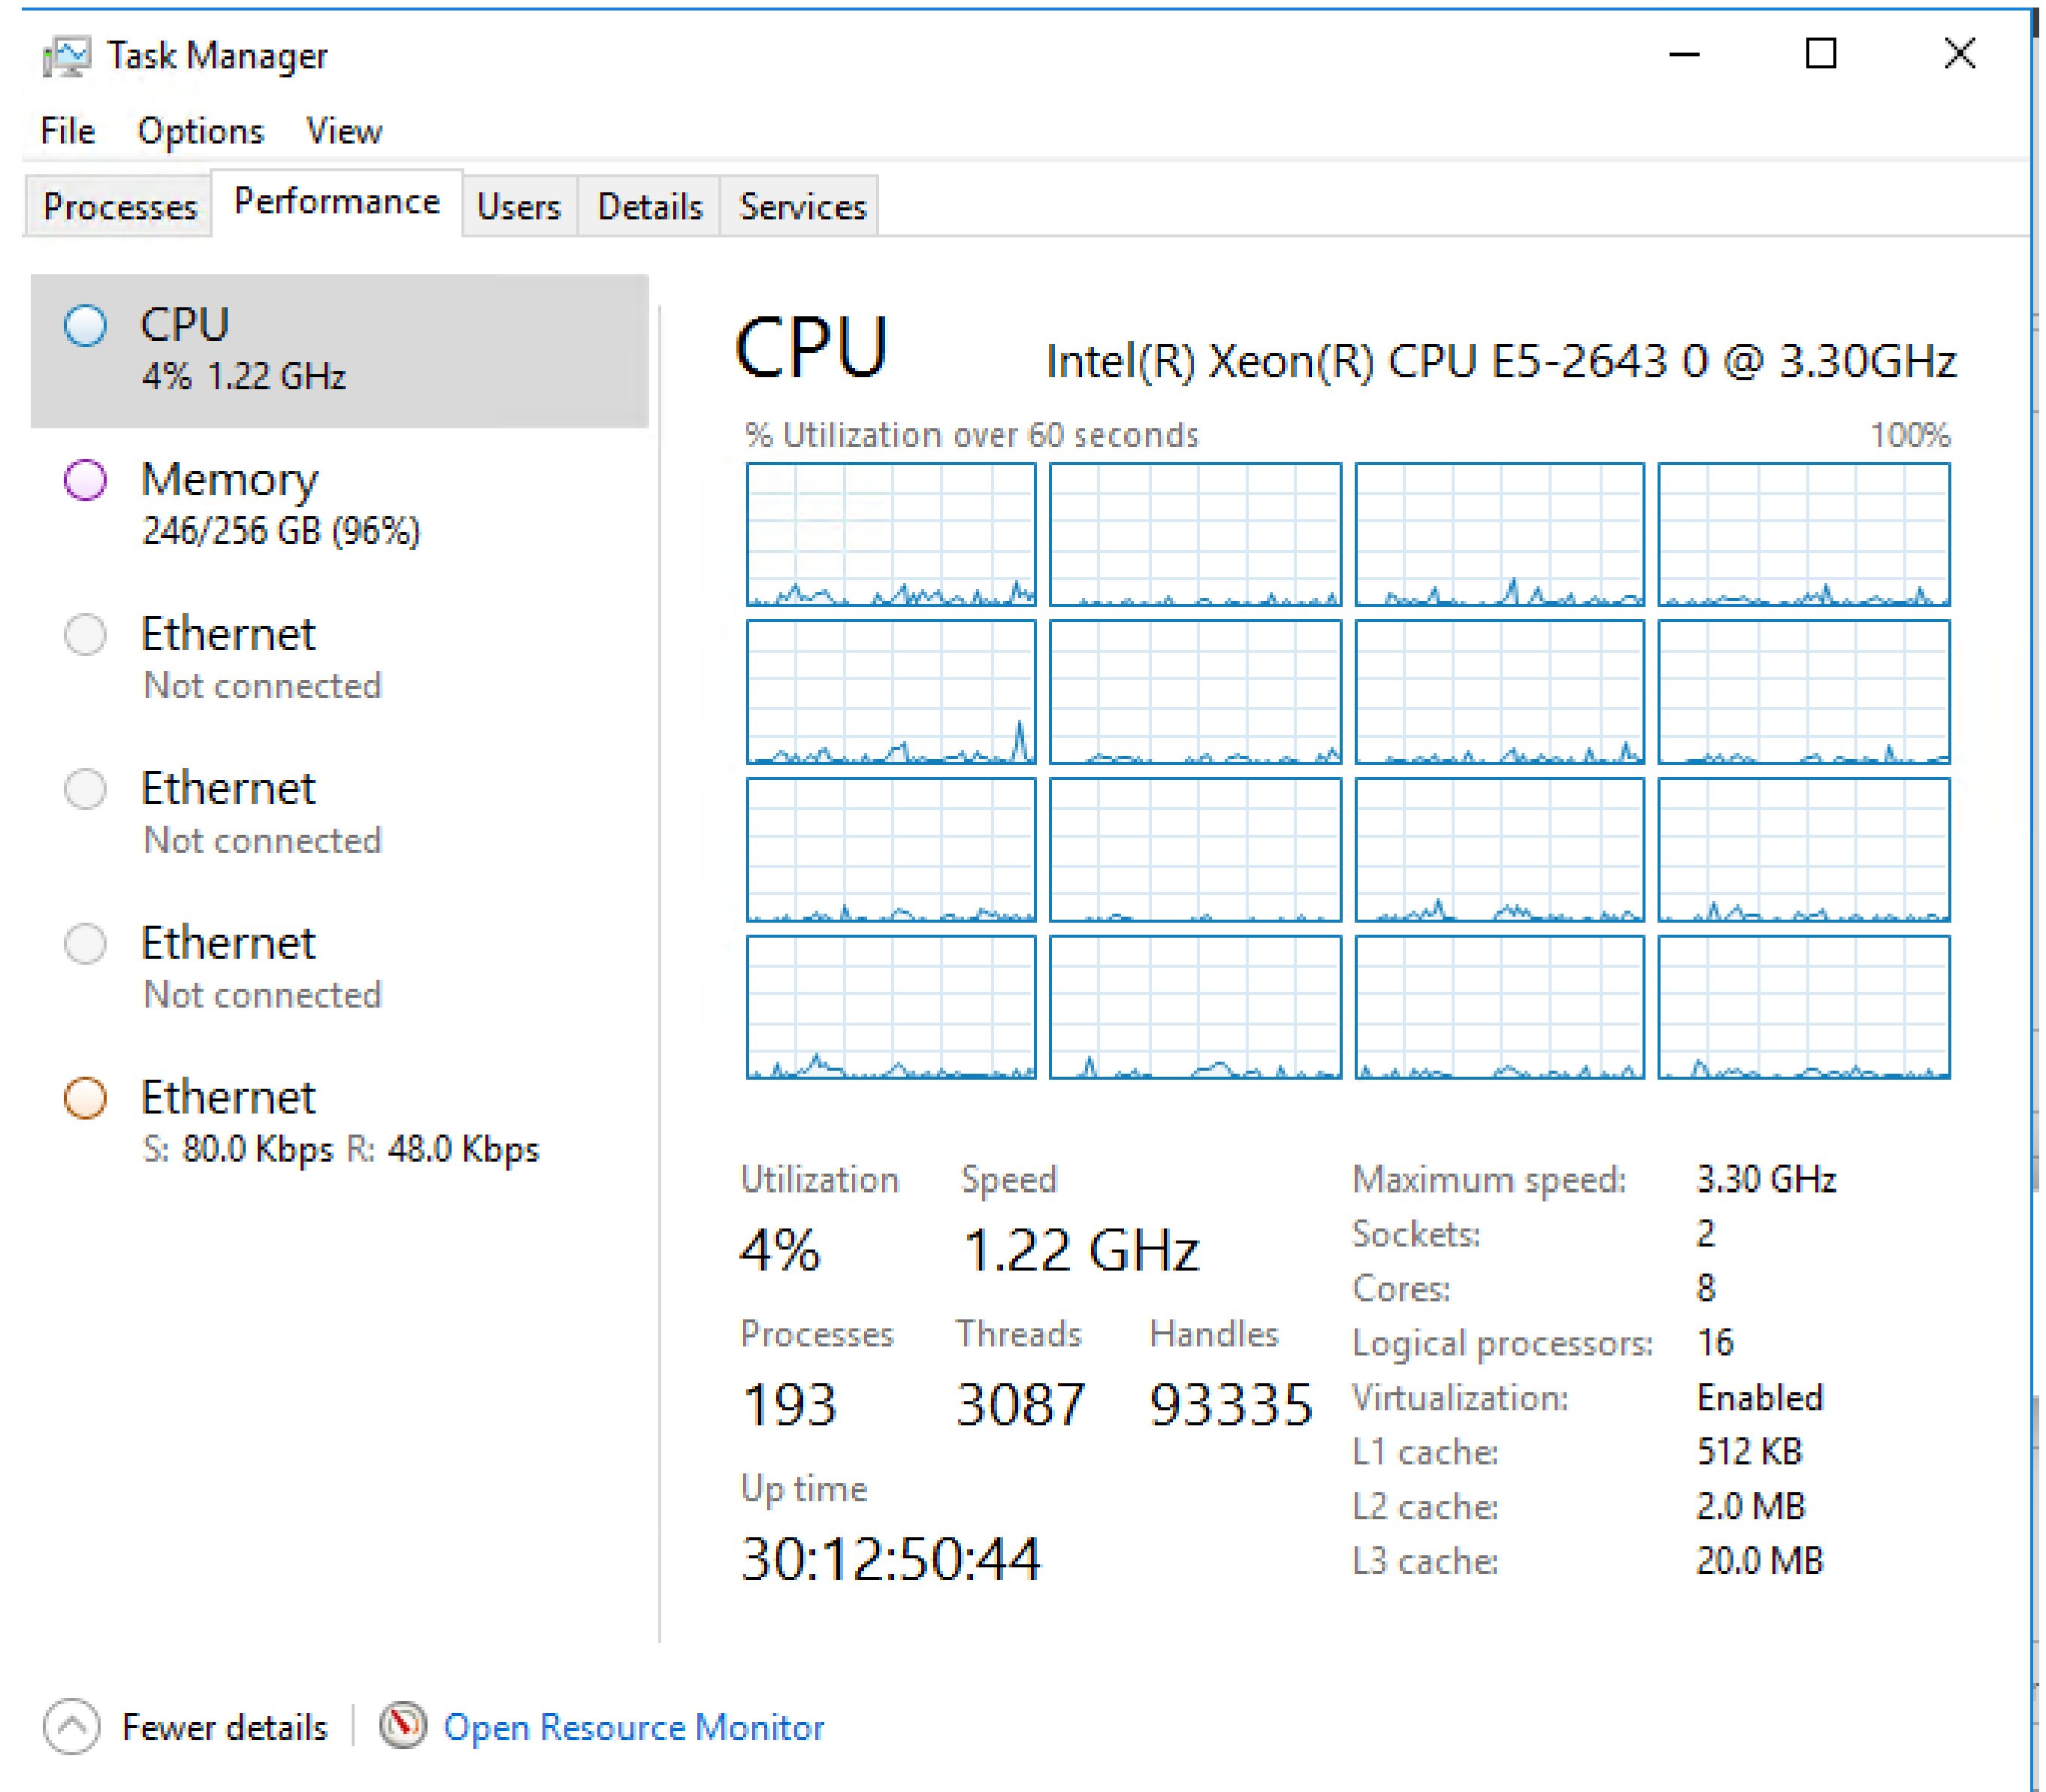 Task Manager
File Options View
Processes Performance Users Details Services
CPU
4% 1.22 GHz
Memory
246/256 GB (96%)
Ethernet
Not connected
Ethernet
Not connected
Ethernet
Not connected
Ethernet
S: 80.0 Kbps R: 48.0 Kbps
CPU Intel(R) Xeon(R) CPU E5-2643 0 @ 3.30GHz
% Utilization over 60 seconds 100%
Utilization Speed
4% 1.22 GHz
Processes Threads Handles
193 3087 93335
Up time
30:12:50:44
Maximum speed: 3.30 GHz
Sockets: 2
Cores: 8
Logical processors: 16
Virtualization: Enabled
L1 cache: 512 KB
L2 cache: 2.0 MB
L3 cache: 20.0 MB
Fewer details Open Resource Monitor